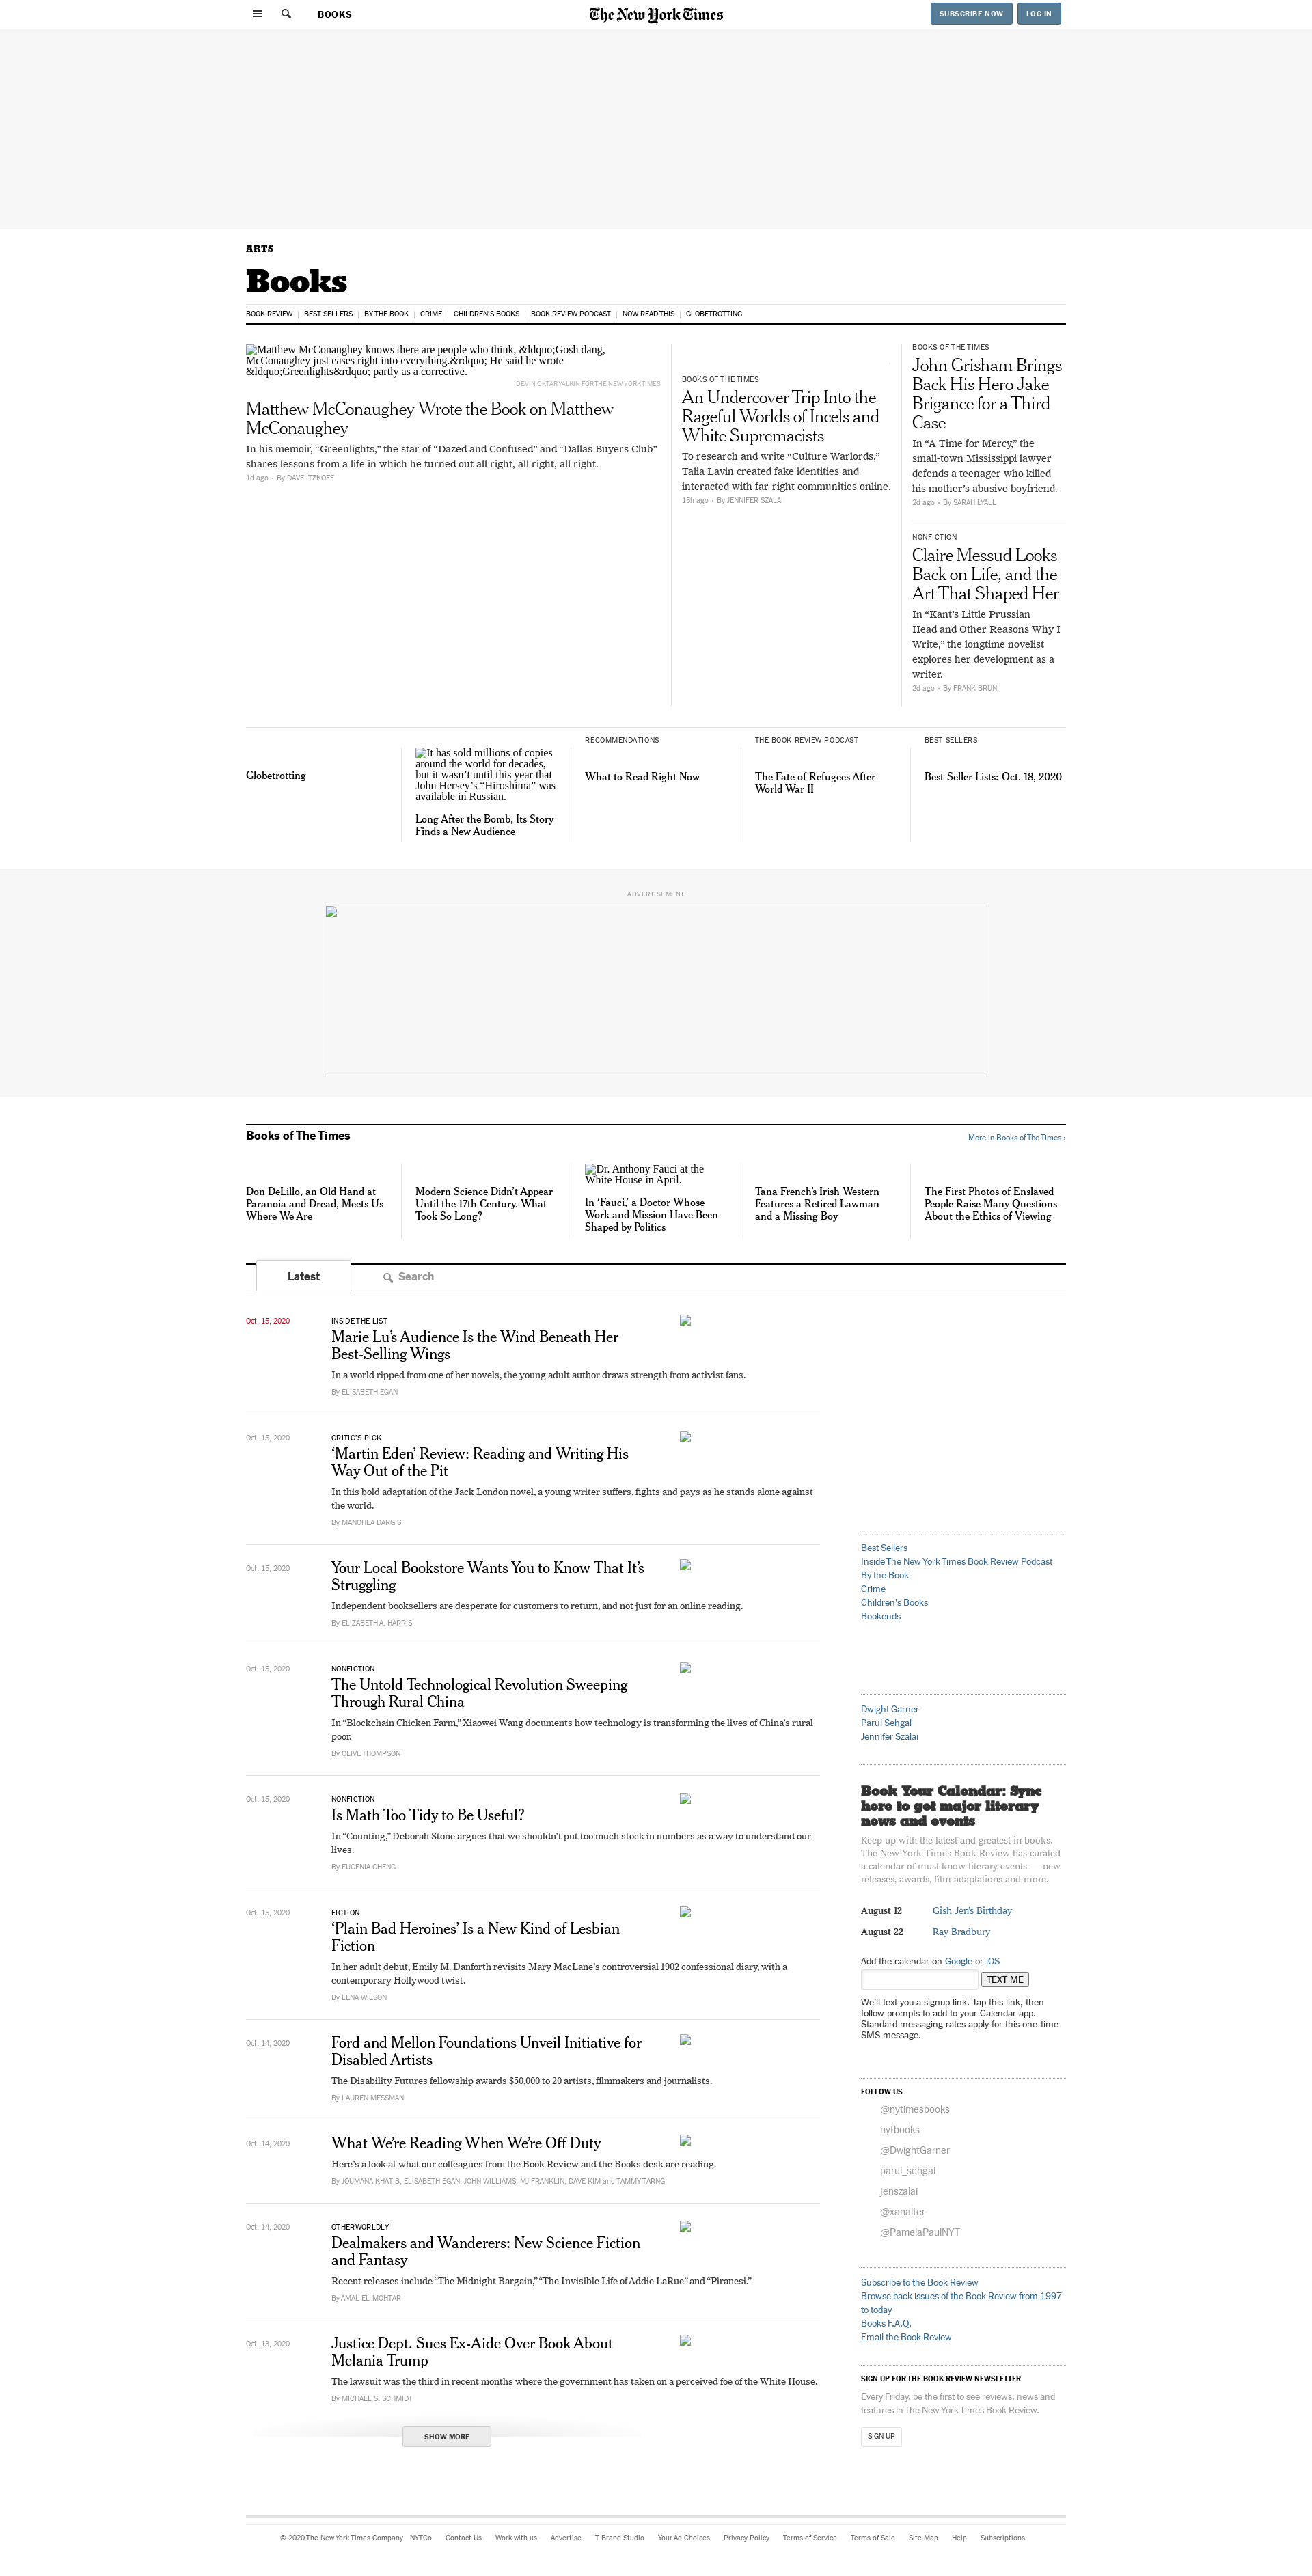 BOOKS
The New York Times
SUBSCRIBE NOW
LOG IN
ARTS
Books
BOOK REVIEW
BEST SELLERS
BY THE BOOK
CRIME
CHILDREN'S BOOKS
BOOK REVIEW PODCAST
NOW READ THIS
GLOBETROTTING
Matthew McConaughey knows there are people who think, &ldquo;Gosh dang,
McConaughey just eases right into everything.&rdquo; He said he wrote
&ldquo;Greenlights&rdquo; partly as a corrective.
DEVIN OKTAR YALKIN FOR THE NEW YORK TIMES
Matthew McConaughey Wrote the Book on Matthew
McConaughey
In his memoir, “Greenlights,” the star of “Dazed and Confused” and “Dallas Buyers Club”
shares lessons from a life in which he turned out all right, all right, all right.
1d ago • By DAVE ITZKOFF
BOOKS OF THE TIMES
An Undercover Trip Into the
Rageful Worlds of Incels and
White Supremacists
To research and write “Culture Warlords,”
Talia Lavin created fake identities and
interacted with far-right communities online.
15h ago • By JENNIFER SZALAI
BOOKS OF THE TIMES
John Grisham Brings
Back His Hero Jake
Brigance for a Third
Case
In “A Time for Mercy,” the
small-town Mississippi lawyer
defends a teenager who killed
his mother’s abusive boyfriend.
2d ago • By SARAH LYALL
NONFICTION
Claire Messud Looks
Back on Life, and the
Art That Shaped Her
In “Kant’s Little Prussian
Head and Other Reasons Why I
Write,” the longtime novelist
explores her development as a
writer.
2d ago • By FRANK BRUNI
Globetrotting
It has sold millions of copies
around the world for decades,
but it wasn’t until this year that
John Hersey’s “Hiroshima” was
available in Russian.
Long After the Bomb, Its Story
Finds a New Audience
RECOMMENDATIONS
What to Read Right Now
THE BOOK REVIEW PODCAST
The Fate of Refugees After
World War II
BEST SELLERS
Best-Seller Lists: Oct. 18, 2020
ADVERTISEMENT
Books of The Times
More in Books of The Times ›
Don DeLillo, an Old Hand at
Paranoia and Dread, Meets Us
Where We Are
Modern Science Didn’t Appear
Until the 17th Century. What
Took So Long?
Dr. Anthony Fauci at the
White House in April.
In ‘Fauci,’ a Doctor Whose
Work and Mission Have Been
Shaped by Politics
Tana French’s Irish Western
Features a Retired Lawman
and a Missing Boy
The First Photos of Enslaved
People Raise Many Questions
About the Ethics of Viewing
Latest
Search
Oct. 15, 2020
INSIDE THE LIST
Marie Lu’s Audience Is the Wind Beneath Her
Best-Selling Wings
In a world ripped from one of her novels, the young adult author draws strength from activist fans.
By ELISABETH EGAN
Oct. 15, 2020
CRITIC’S PICK
‘Martin Eden’ Review: Reading and Writing His
Way Out of the Pit
In this bold adaptation of the Jack London novel, a young writer suffers, fights and pays as he stands alone against
the world.
By MANOHLA DARGIS
Oct. 15, 2020
Your Local Bookstore Wants You to Know That It’s
Struggling
Independent booksellers are desperate for customers to return, and not just for an online reading.
By ELIZABETH A. HARRIS
Oct. 15, 2020
NONFICTION
The Untold Technological Revolution Sweeping
Through Rural China
In “Blockchain Chicken Farm,” Xiaowei Wang documents how technology is transforming the lives of China’s rural
poor.
By CLIVE THOMPSON
Oct. 15, 2020
NONFICTION
Is Math Too Tidy to Be Useful?
In “Counting,” Deborah Stone argues that we shouldn’t put too much stock in numbers as a way to understand our
lives.
By EUGENIA CHENG
Oct. 15, 2020
FICTION
‘Plain Bad Heroines’ Is a New Kind of Lesbian
Fiction
In her adult debut, Emily M. Danforth revisits Mary MacLane’s controversial 1902 confessional diary, with a
contemporary Hollywood twist.
By LENA WILSON
Oct. 14, 2020
Ford and Mellon Foundations Unveil Initiative for
Disabled Artists
The Disability Futures fellowship awards $50,000 to 20 artists, filmmakers and journalists.
By LAUREN MESSMAN
Oct. 14, 2020
What We’re Reading When We’re Off Duty
Here’s a look at what our colleagues from the Book Review and the Books desk are reading.
By JOUMANA KHATIB, ELISABETH EGAN, JOHN WILLIAMS, MJ FRANKLIN, DAVE KIM and TAMMY TARNG
Oct. 14, 2020
OTHERWORLDLY
Dealmakers and Wanderers: New Science Fiction
and Fantasy
Recent releases include “The Midnight Bargain,” “The Invisible Life of Addie LaRue” and “Piranesi.”
By AMAL EL-MOHTAR
Oct. 13, 2020
Justice Dept. Sues Ex-Aide Over Book About
Melania Trump
The lawsuit was the third in recent months where the government has taken on a perceived foe of the White House.
By MICHAEL S. SCHMIDT
SHOW MORE
Best Sellers
Inside The New York Times Book Review Podcast
By the Book
Crime
Children’s Books
Bookends
Dwight Garner
Parul Sehgal
Jennifer Szalai
Book Your Calendar: Sync
here to get major literary
news and events
Keep up with the latest and greatest in books.
The New York Times Book Review has curated
a calendar of must-know literary events — new
releases, awards, film adaptations and more.
August 12 Gish Jen’s Birthday
August 22 Ray Bradbury
Add the calendar on Google or iOS
TEXT ME
We’ll text you a signup link. Tap this link, then
follow prompts to add to your Calendar app.
Standard messaging rates apply for this one-time
SMS message.
FOLLOW US
@nytimesbooks
nytbooks
@DwightGarner
parul_sehgal
jenszalai
@xanalter
@PamelaPaulNYT
Subscribe to the Book Review
Browse back issues of the Book Review from 1997
to today
Books F.A.Q.
Email the Book Review
SIGN UP FOR THE BOOK REVIEW NEWSLETTER
Every Friday, be the first to see reviews, news and
features in The New York Times Book Review.
SIGN UP
© 2020 The New York Times Company NYTCo Contact Us Work with us Advertise T Brand Studio Your Ad Choices Privacy Policy Terms of Service Terms of Sale Site Map Help Subscriptions